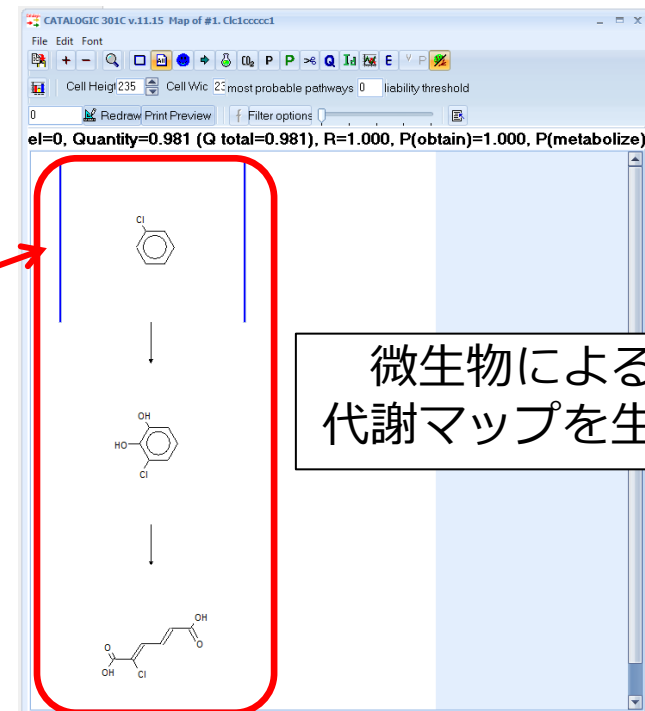 CATALOGIC 301C v.11.15 Map of #1. Clc1ccccc1
File Edit Font
CO₂ P P Q Id E Y P
Cell Heigl 235 Cell Wic 23 most probable pathways 0 liability threshold
0 Redraw Print Preview f Filter options
el=0, Quantity=0.981 (Q total=0.981), R=1.000, P(obtain)=1.000, P(metabolize)
Cl
OH
HO
Cl
OH
O
O
OH Cl
微生物による
代謝マップを生